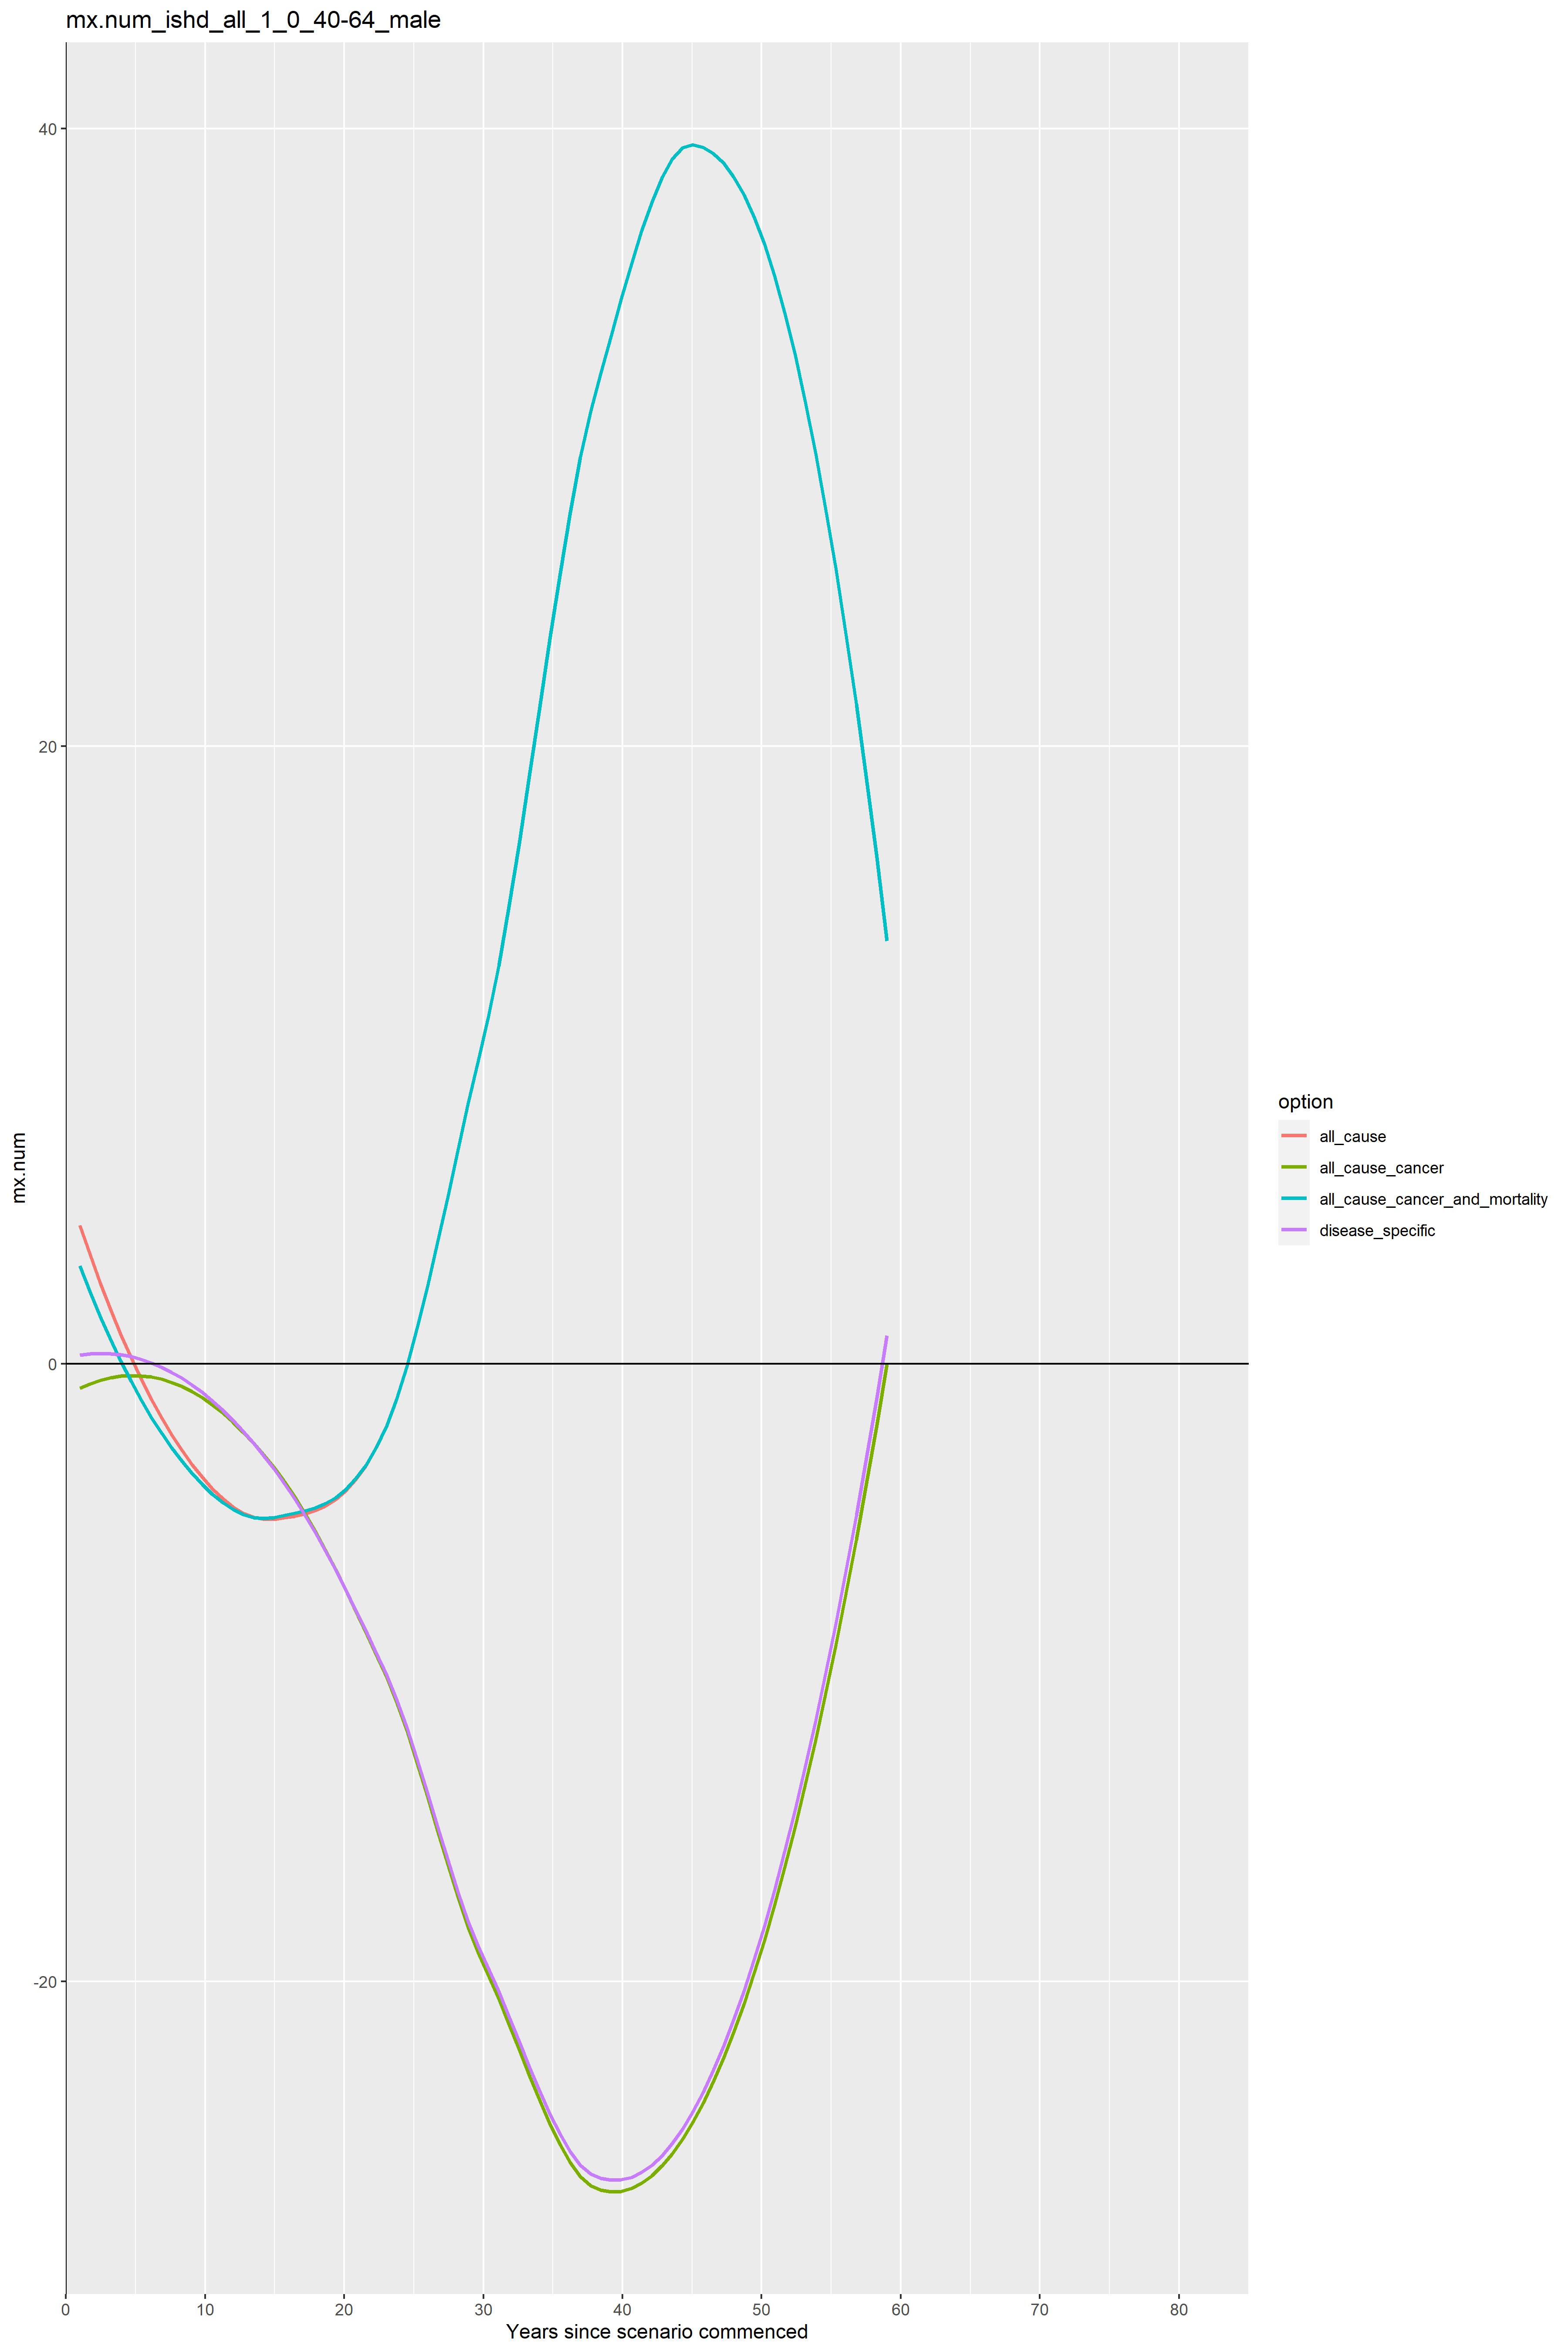 mx.num_ishd_all_1_0_40-64_male
40
20
0
-20
mx.num
0 10 20 30 40 50 60 70 80
Years since scenario commenced
option
all_cause
all_cause_cancer
all_cause_cancer_and_mortality
disease_specific